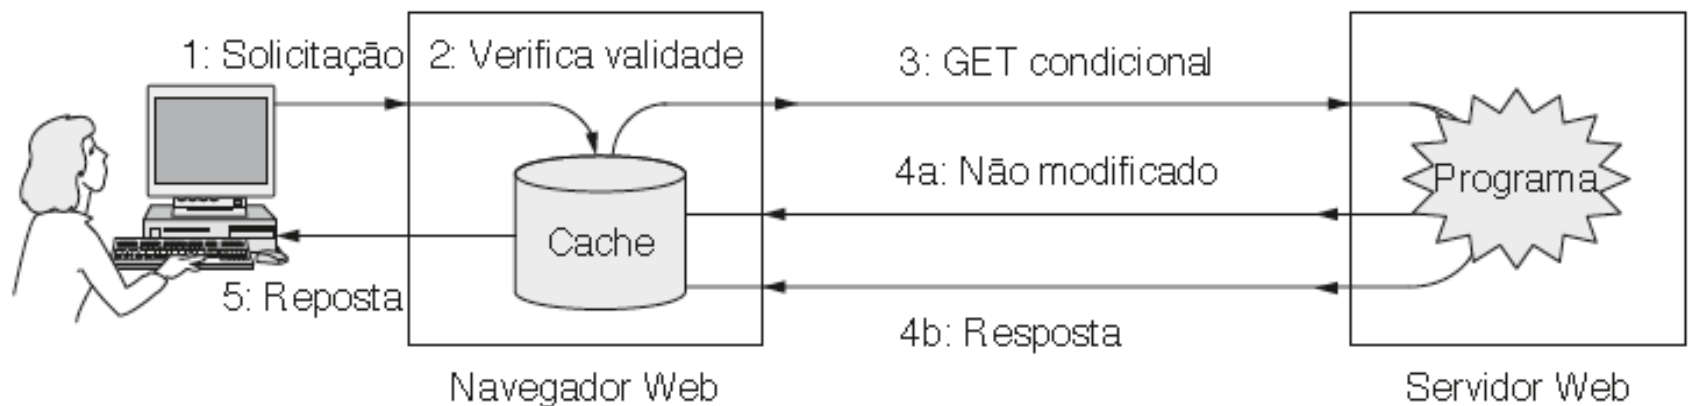 1: Solicitação
2: Verifica validade
3: GET condicional
4a: Não modificado
Programa
Cache
5: Reposta
4b: Resposta
Navegador Web
Servidor Web